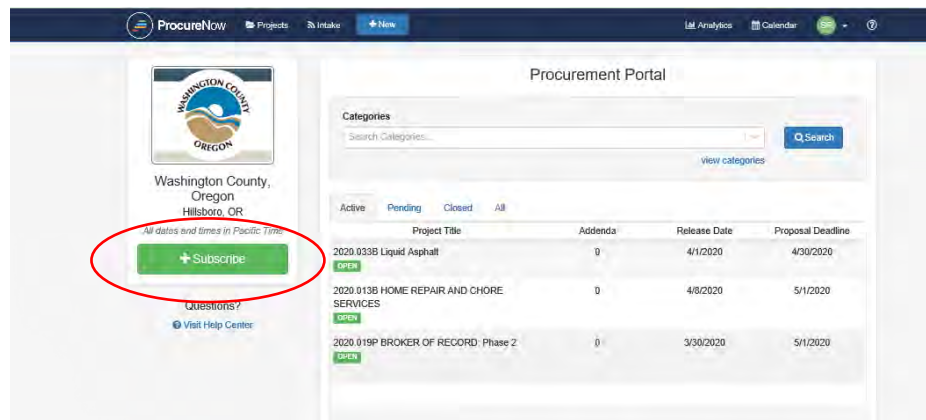 ProcureNow Projects Intake +New Analytics Calendar SF
WASHINGTON COUNTY
OREGON
Washington County,
Oregon
Hillsboro, OR
All dates and times in Pacific Time
+ Subscribe
Questions?
Visit Help Center
Procurement Portal
Categories
Search Categories...
Search
view categories
Active Pending Closed All
Project Title Addenda Release Date Proposal Deadline
2020.033B Liquid Asphalt 0 4/1/2020 4/30/2020
OPEN
2020.013B HOME REPAIR AND CHORE 0 4/8/2020 5/1/2020
SERVICES
OPEN
2020.019P BROKER OF RECORD: Phase 2 0 3/30/2020 5/1/2020
OPEN